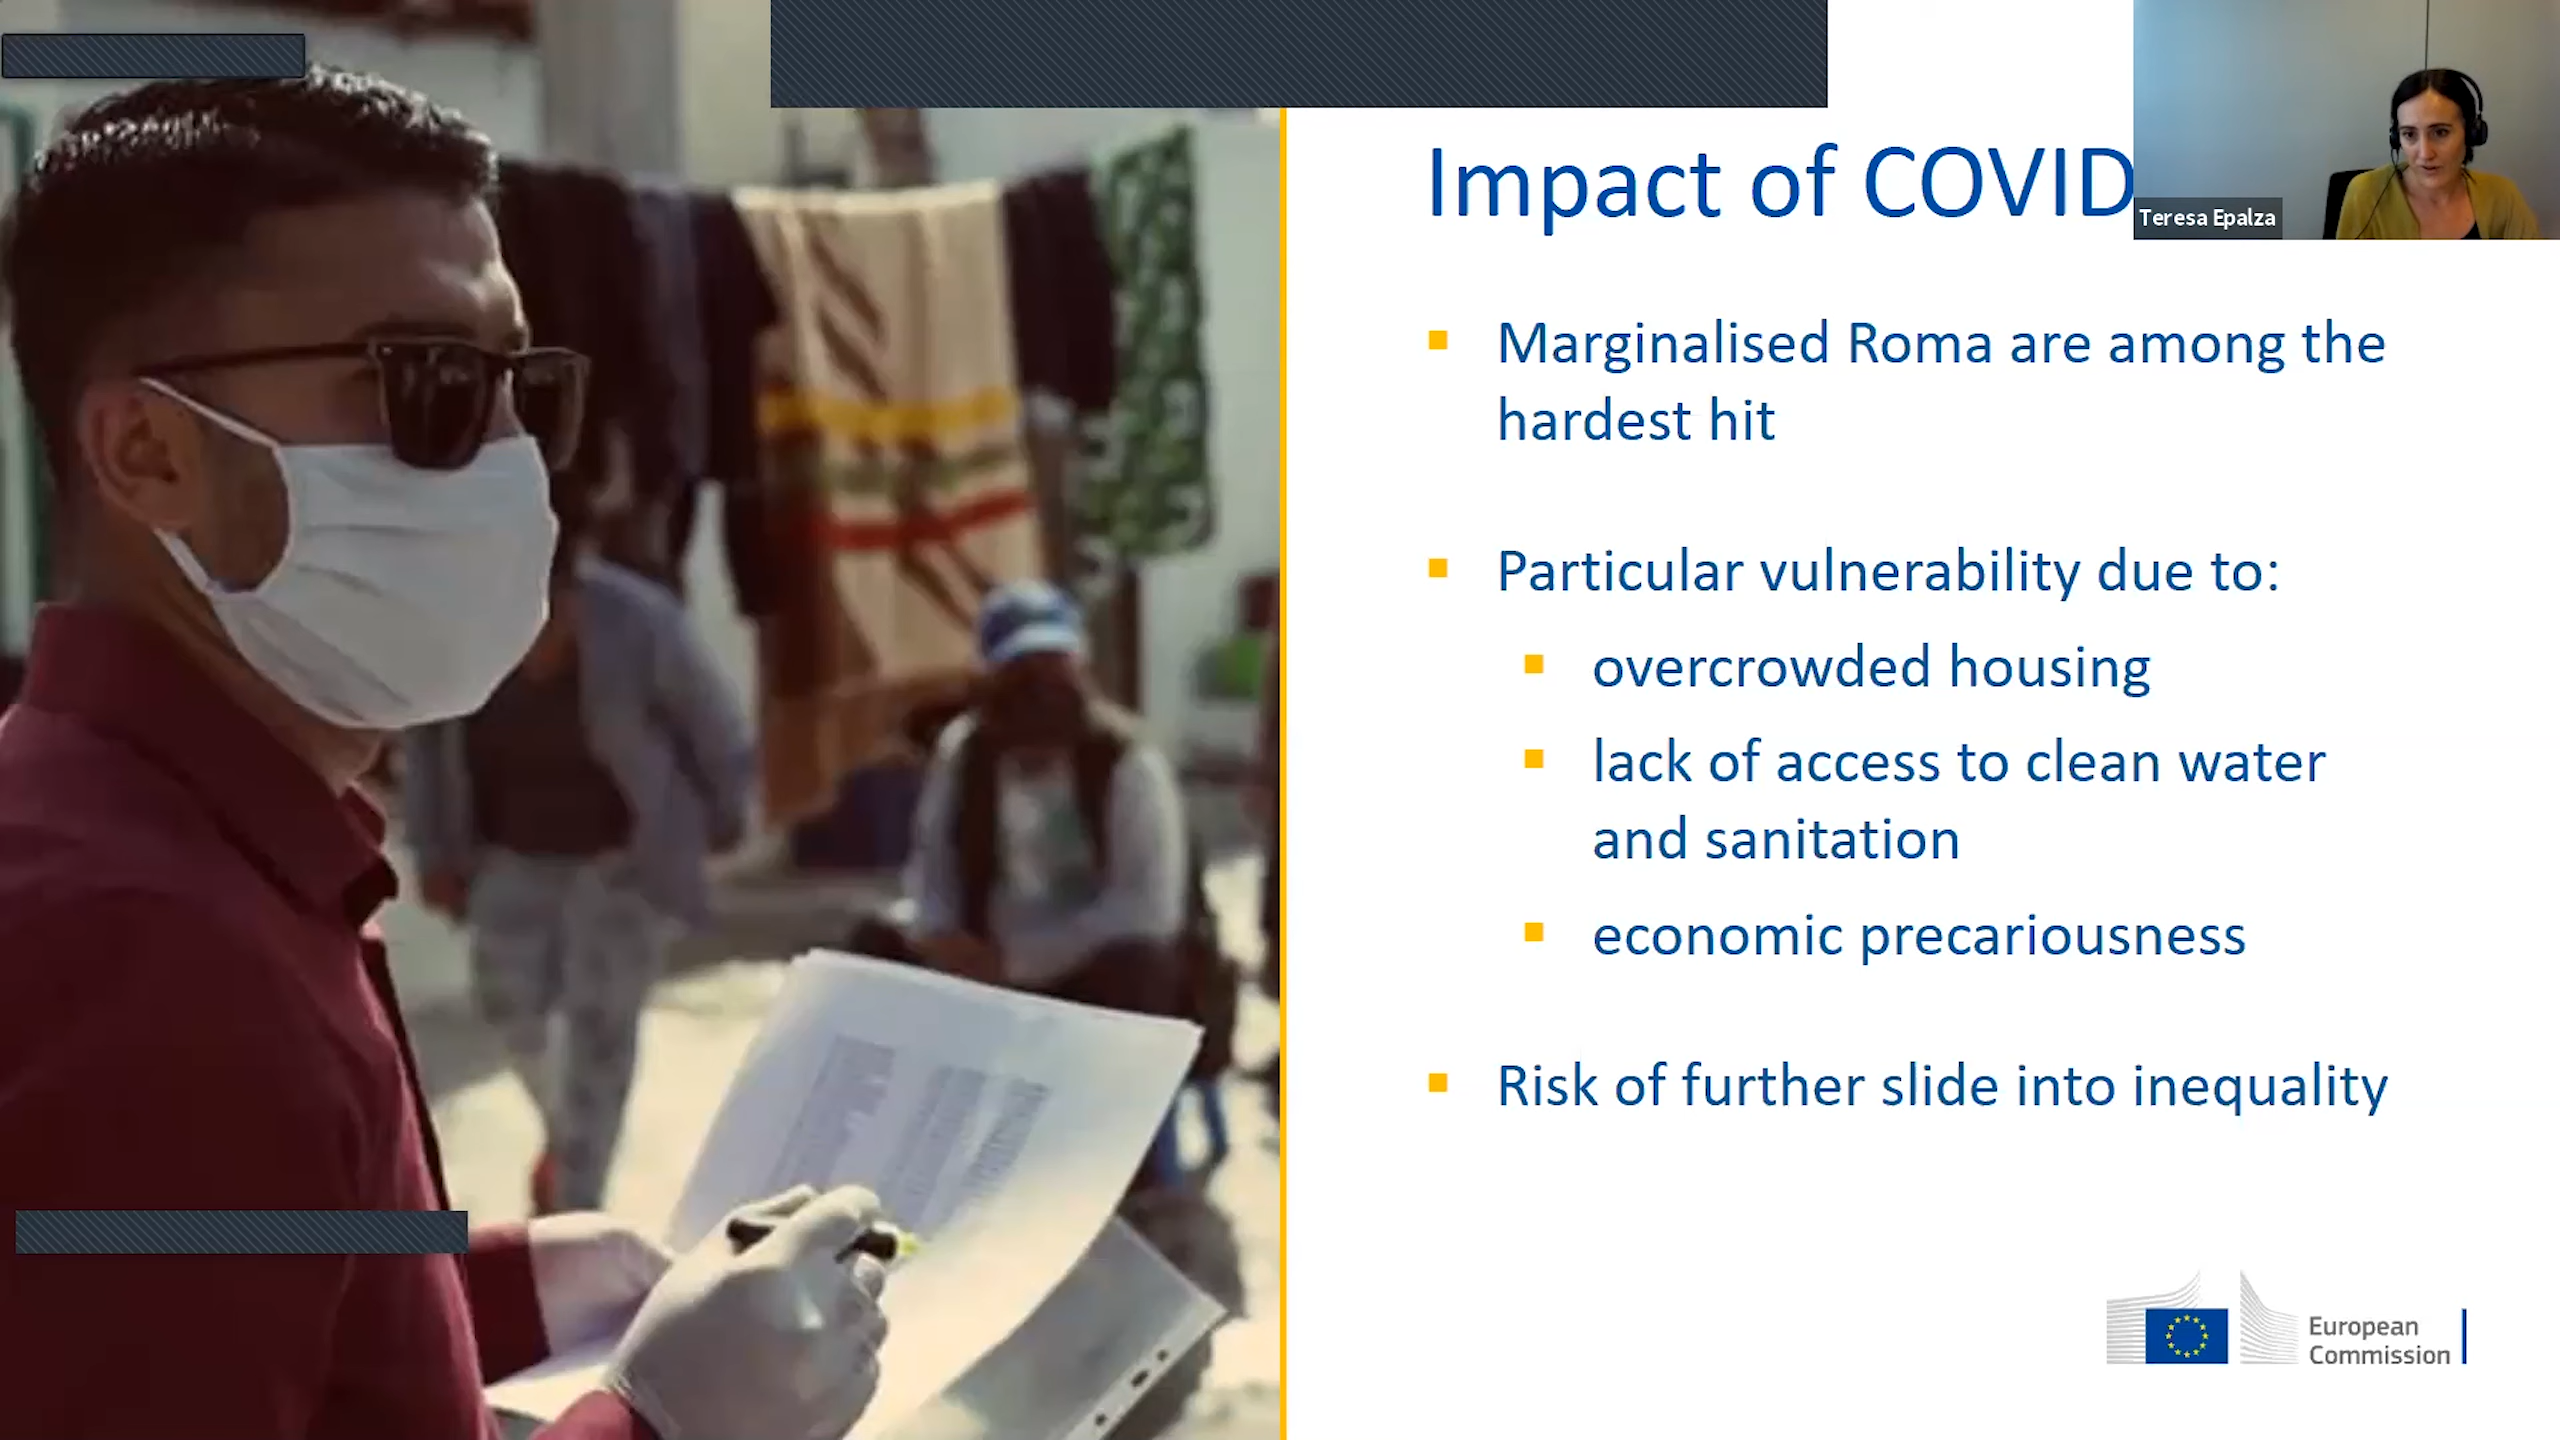 Impact of COVID
Teresa Epalza
Marginalised Roma are among the
hardest hit
Particular vulnerability due to:
overcrowded housing
lack of access to clean water
and sanitation
economic precariousness
Risk of further slide into inequality
European
Commission